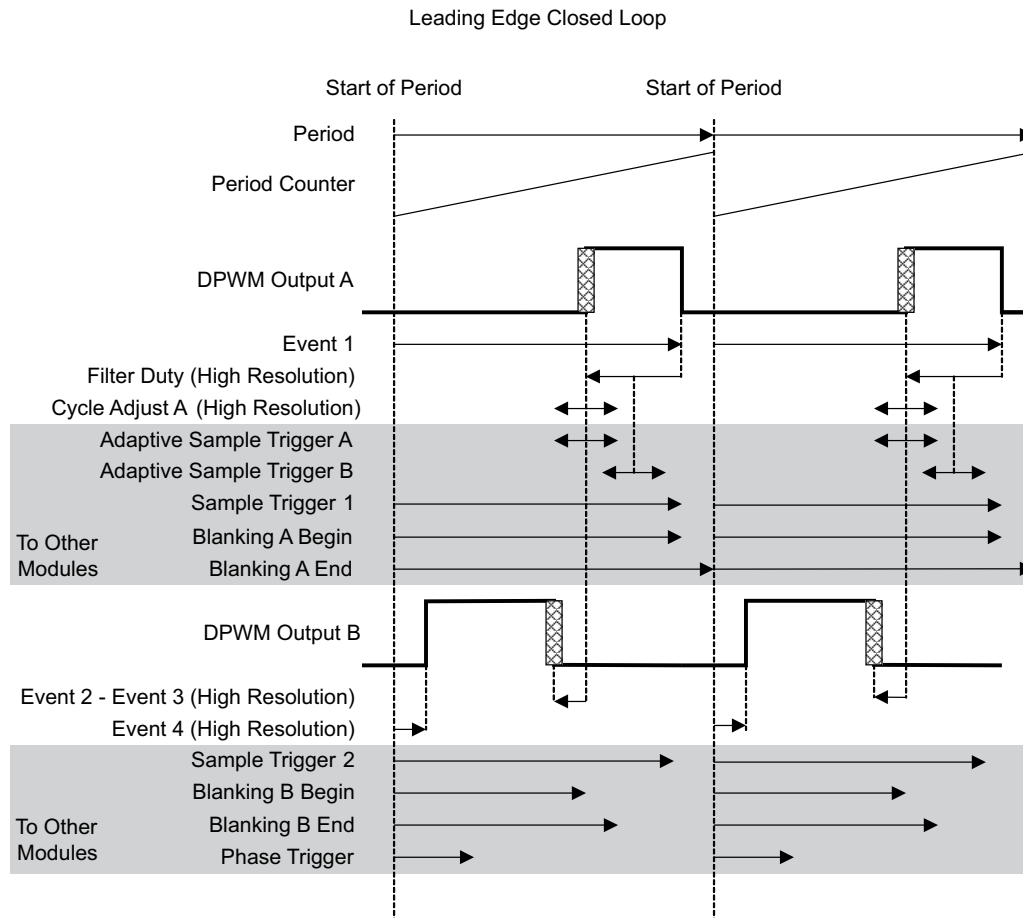 Leading Edge Closed Loop
Start of Period
Start of Period
Period
Period Counter
DPWM Output A
Event 1
Filter Duty (High Resolution)
Cycle Adjust A (High Resolution)
Adaptive Sample Trigger A
Adaptive Sample Trigger B
Sample Trigger 1
Blanking A Begin
Blanking A End
To Other
Modules
DPWM Output B
Event 2 - Event 3 (High Resolution)
Event 4 (High Resolution)
Sample Trigger 2
Blanking B Begin
Blanking B End
Phase Trigger
To Other
Modules